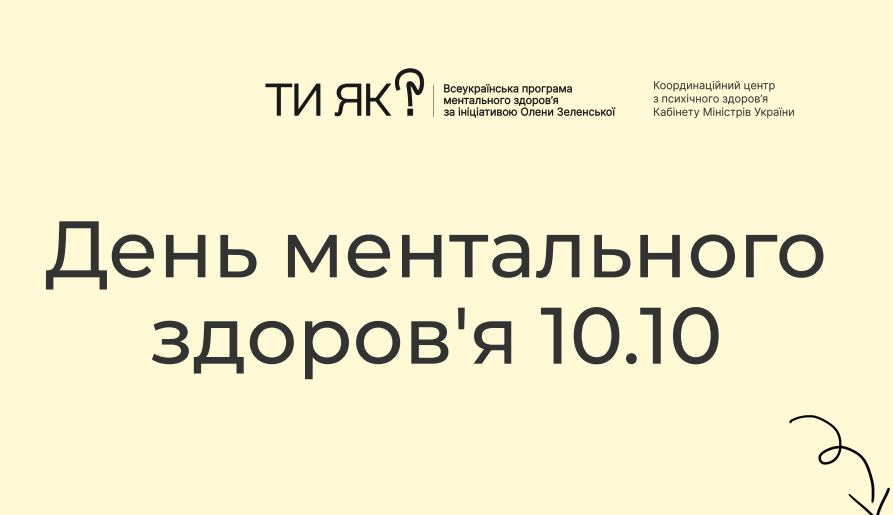 ТИ ЯК?
Всеукраїнська програма
ментального здоров'я
за ініціативою Олени Зеленської
Координаційний центр
з психічного здоров'я
Кабінету Міністрів України
День ментального
здоров'я 10.10